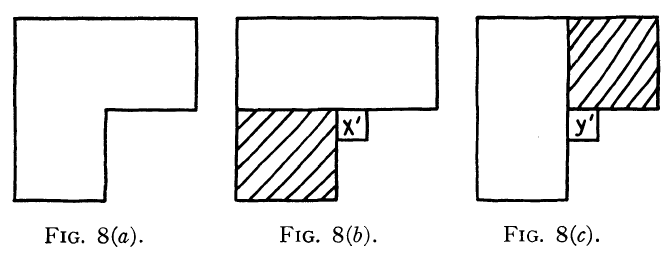 x'
y'
FIG. 8(a).
FIG. 8(b).
FIG. 8(c).